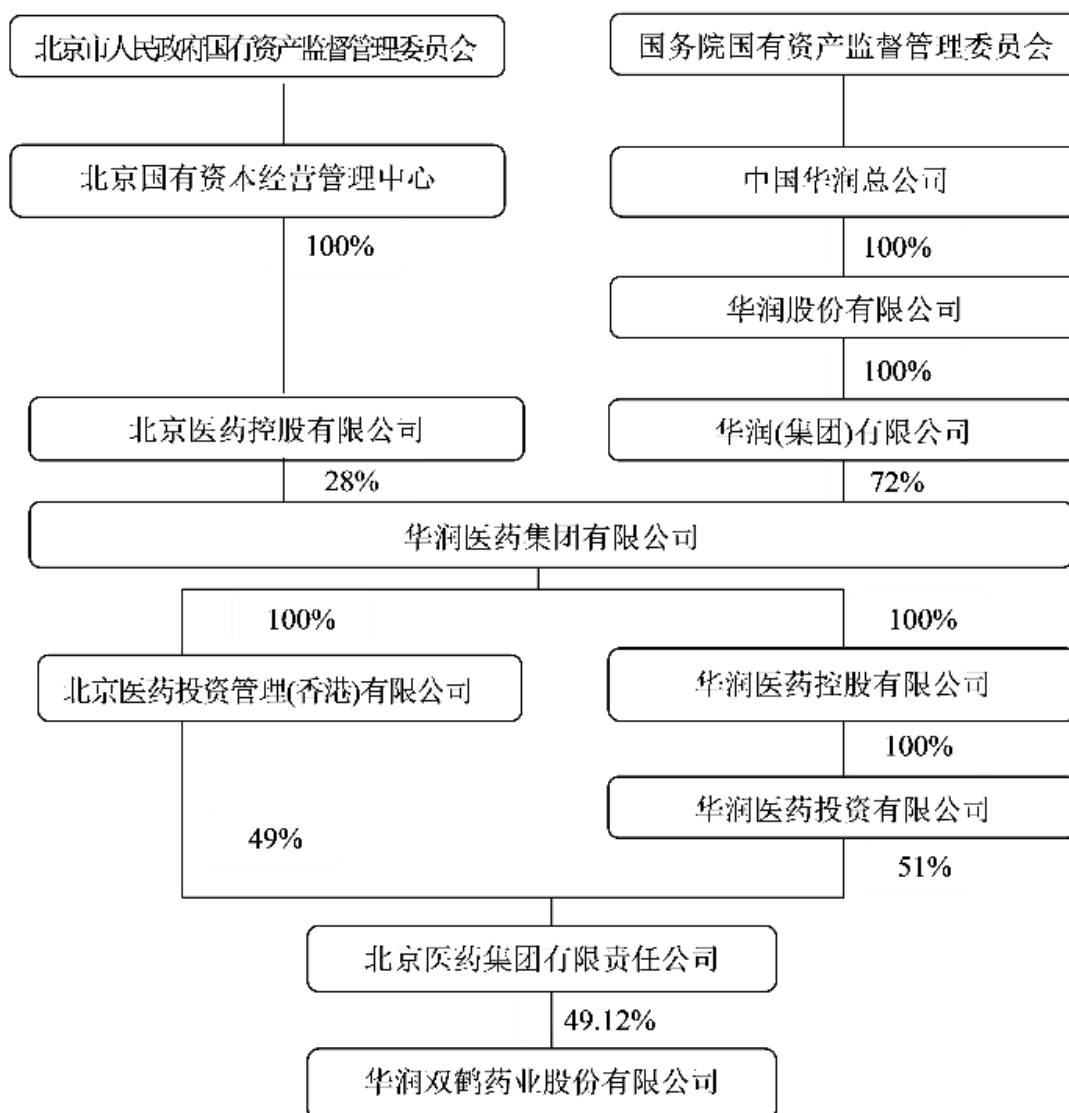 北京市人民政府国有资产监督管理委员会
国务院国有资产监督管理委员会
北京国有资本经营管理中心
中国华润总公司
100%
100%
华润股份有限公司
100%
北京医药控股有限公司
华润(集团)有限公司
28%
72%
华润医药集团有限公司
100%
100%
北京医药投资管理(香港)有限公司
华润医药控股有限公司
100%
华润医药投资有限公司
49%
51%
北京医药集团有限责任公司
49.12%
华润双鹤药业股份有限公司